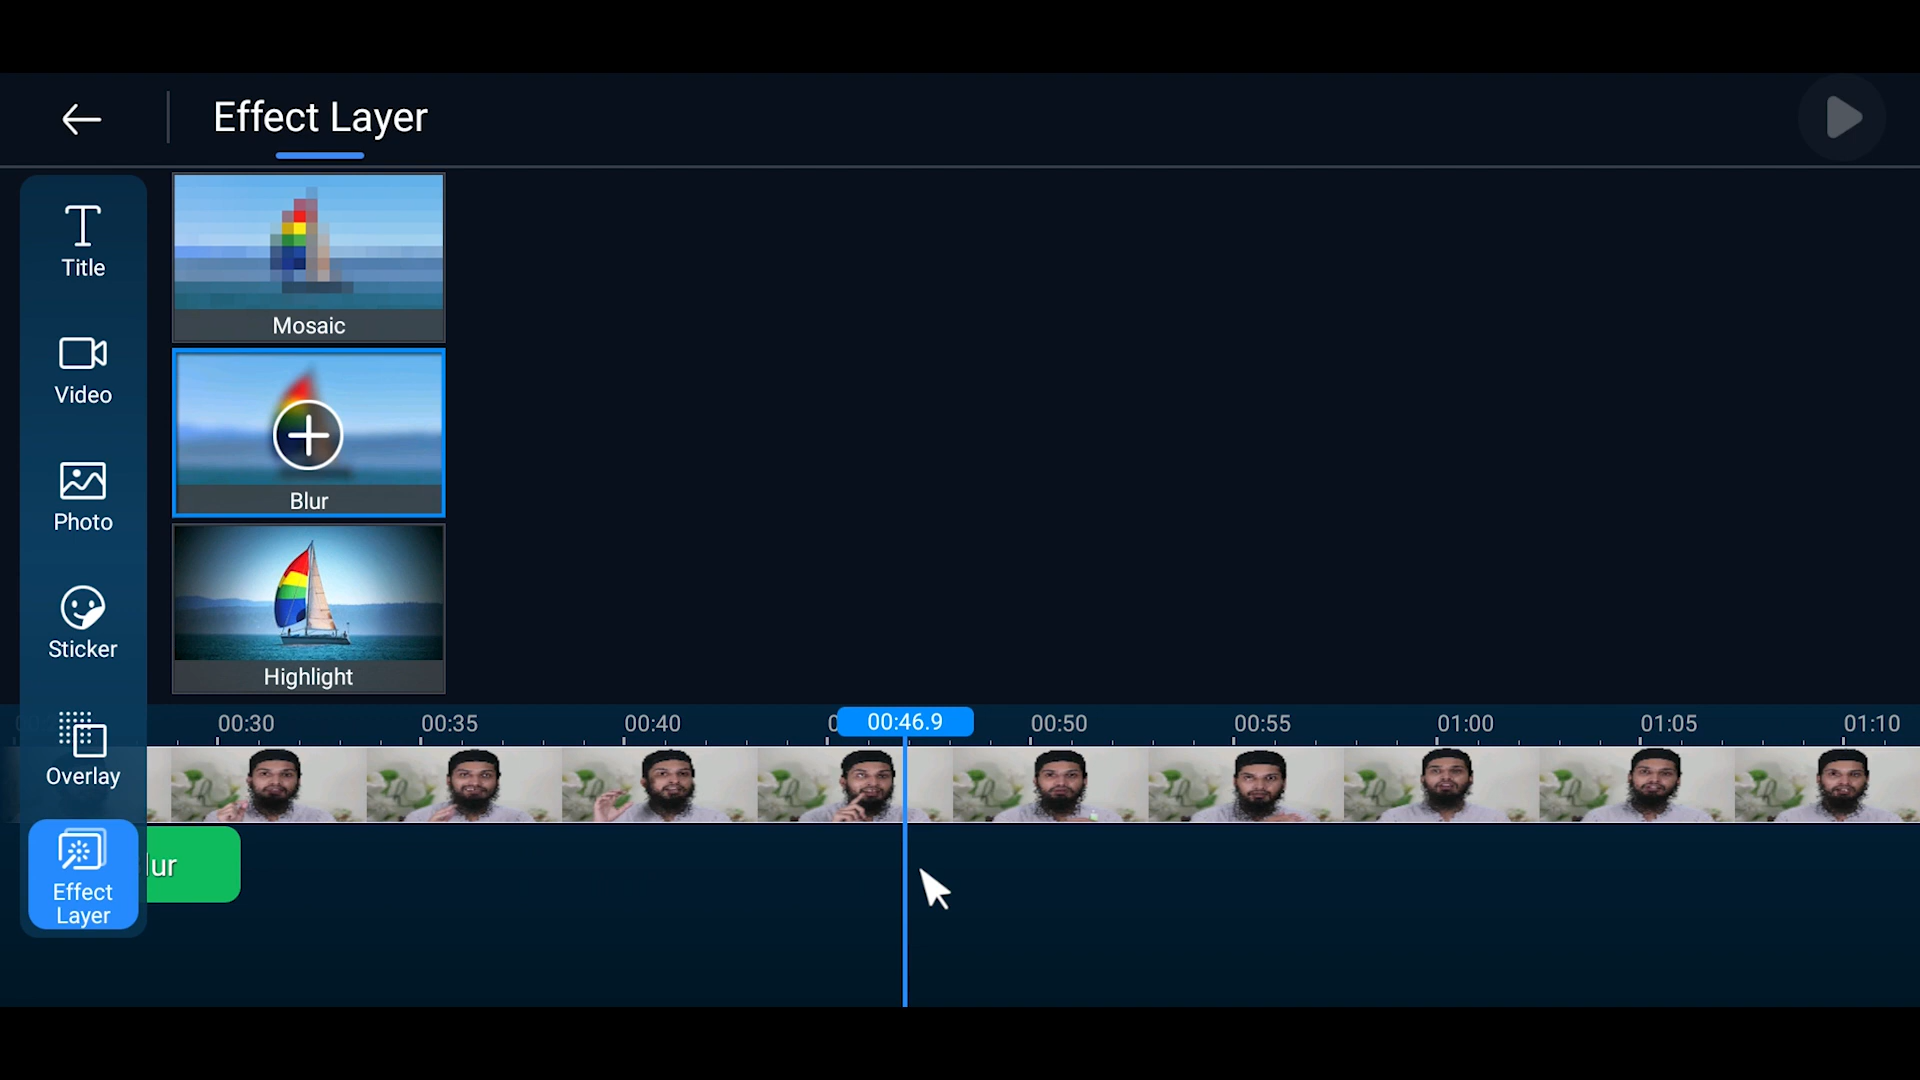 Effect Layer
Title
Video
Photo
Sticker
Overlay
Effect
Layer
Mosaic
Blur
Highlight
00:30 00:35 00:40 00:46.9 00:50 00:55 01:00 01:05 01:10
lur